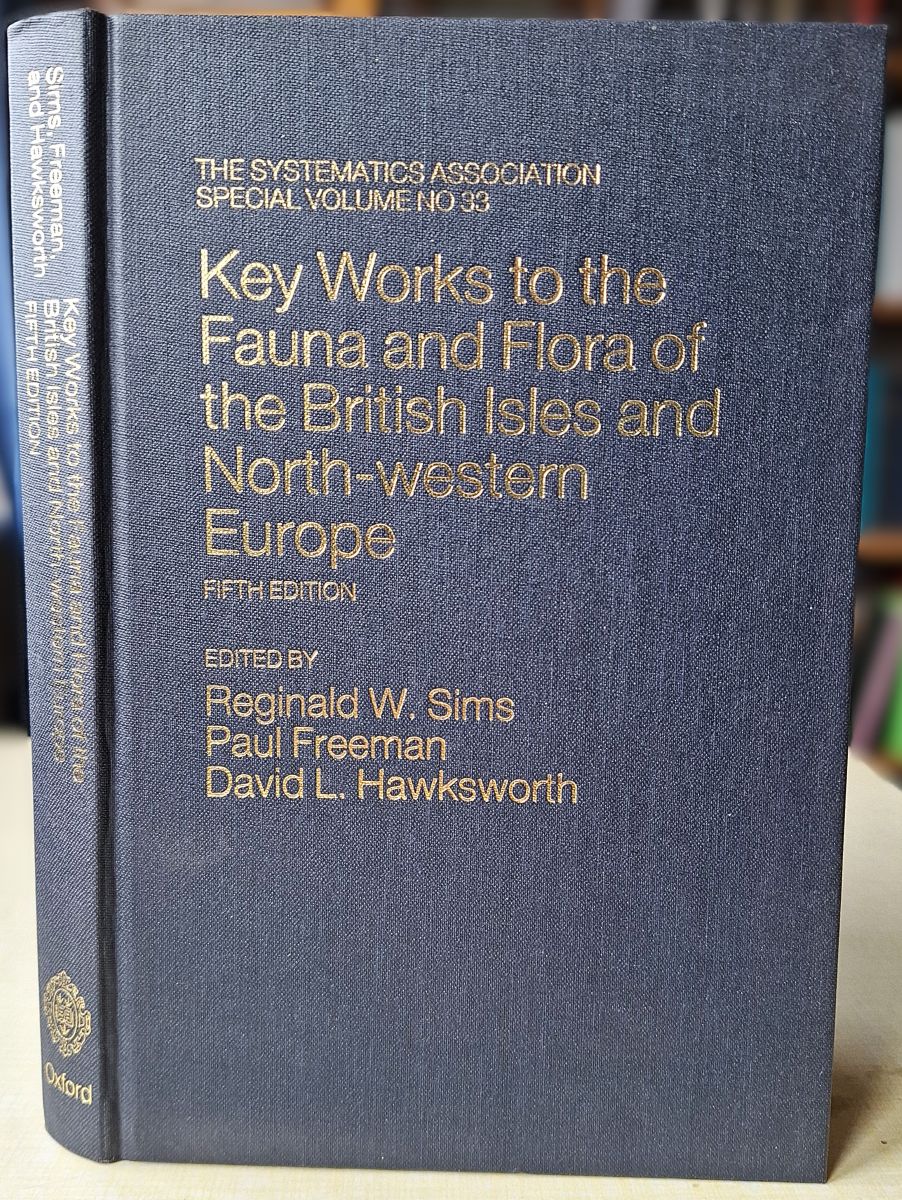 THE SYSTEMATICS ASSOCIATION
SPECIAL VOLUME NO 33
Key Works to the
Fauna and Flora of
the British Isles and
North-western
Europe
FIFTH EDITION
EDITED BY
Reginald W. Sims
Paul Freeman
David L. Hawksworth
Sims, Freeman,
and Hawksworth
Key Works to the Fauna and Flora of the
British Isles and North-western Europe
FIFTH EDITION
Oxford